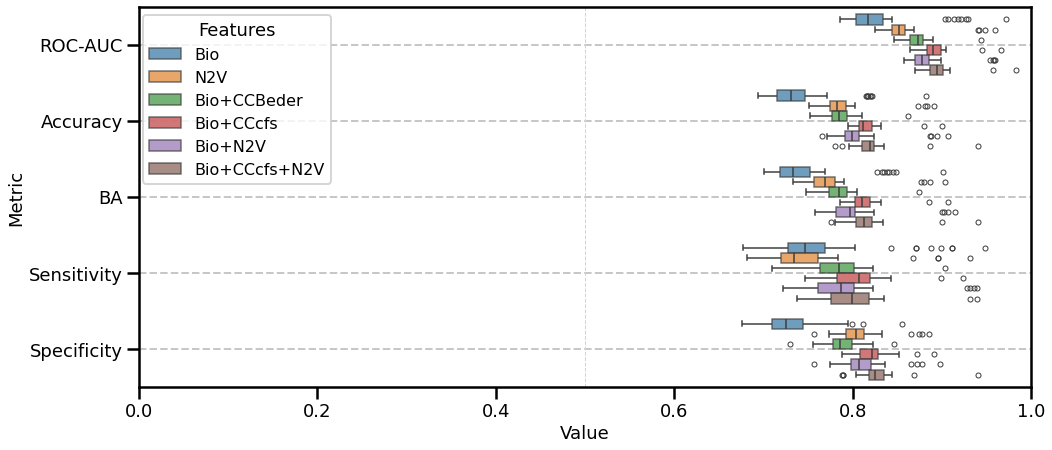 Features
Bio
N2V
Bio+CCBeder
Bio+CCcfs
Bio+N2V
Bio+CCcfs+N2V
Metric
ROC-AUC
Accuracy
BA
Sensitivity
Specificity
0.0 0.2 0.4 0.6 0.8 1.0
Value